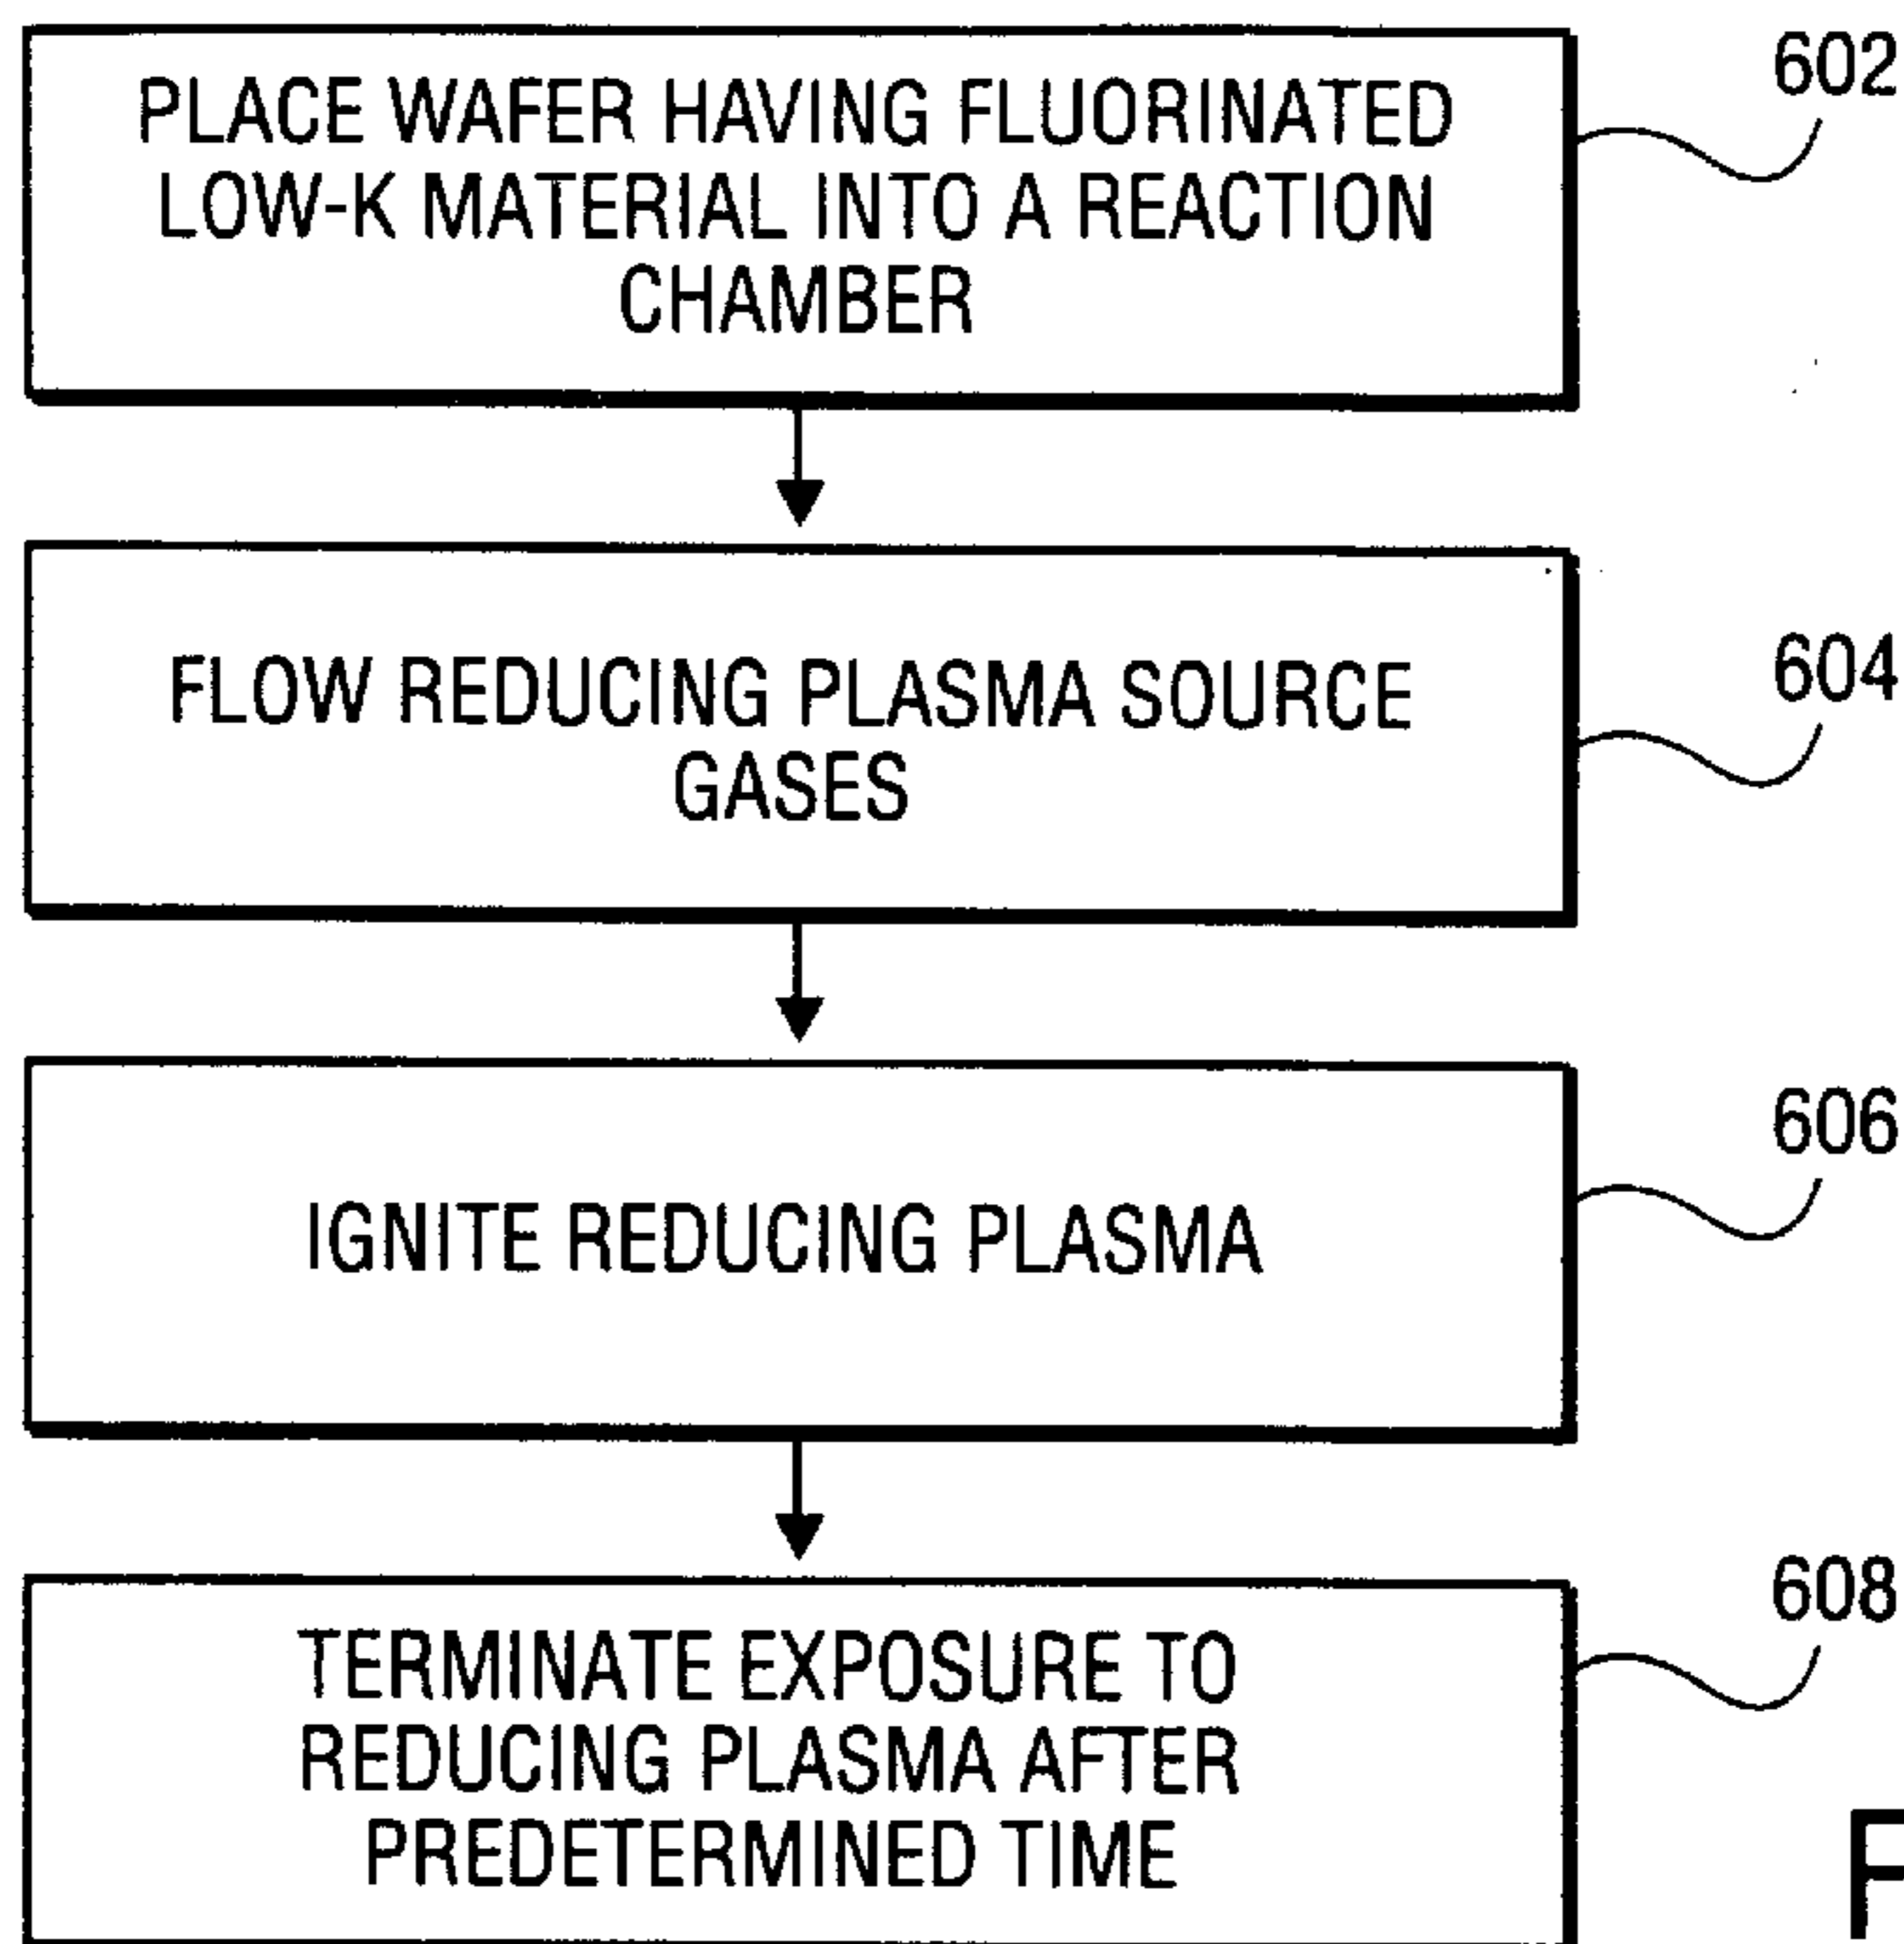 PLACE WAFER HAVING FLUORINATED
LOW-K MATERIAL INTO A REACTION
CHAMBER
602
FLOW REDUCING PLASMA SOURCE
GASES
604
IGNITE REDUCING PLASMA
606
TERMINATE EXPOSURE TO
REDUCING PLASMA AFTER
PREDETERMINED TIME
608
F